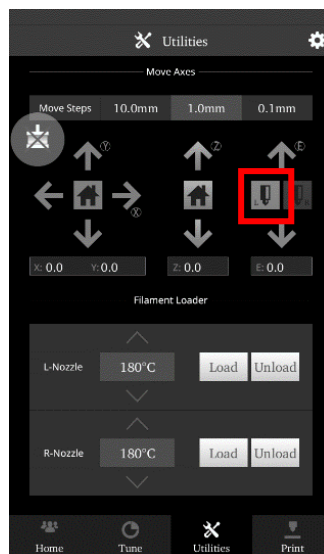 Utilities
Move Axes
Move Steps 10.0mm 1.0mm 0.1mm
Y Z E
X
L R
X: 0.0 Y: 0.0 Z: 0.0 E: 0.0
Filament Loader
L-Nozzle 180°C Load Unload
R-Nozzle 180°C Load Unload
Home Tune Utilities Print